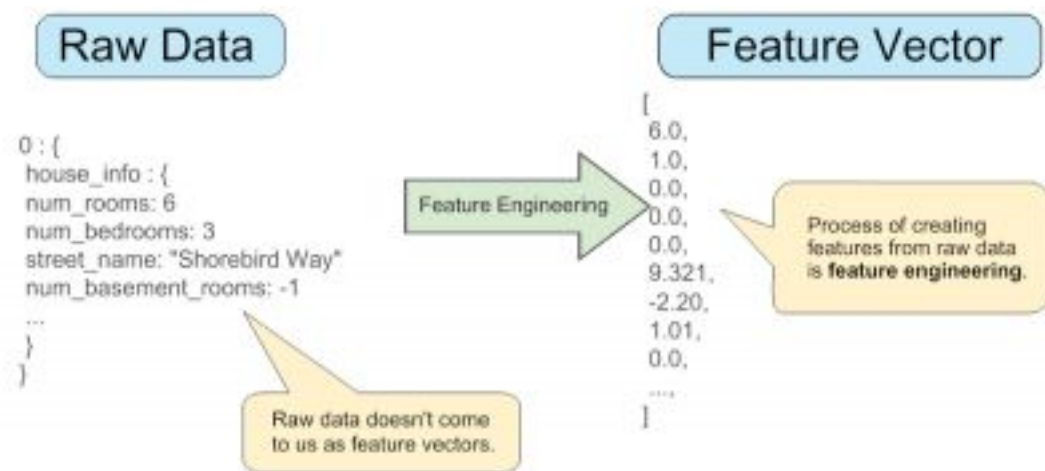 Raw Data
Feature Vector
0 : {
house_info : {
num_rooms: 6
num_bedrooms: 3
street_name: "Shorebird Way"
num_basement_rooms: -1
...
}
}
Raw data doesn't come
to us as feature vectors.
Feature Engineering
[
6.0,
1.0,
0.0,
0.0,
0.0,
9.321,
-2.20,
1.01,
0.0,
...,
]
Process of creating
features from raw data
is feature engineering.